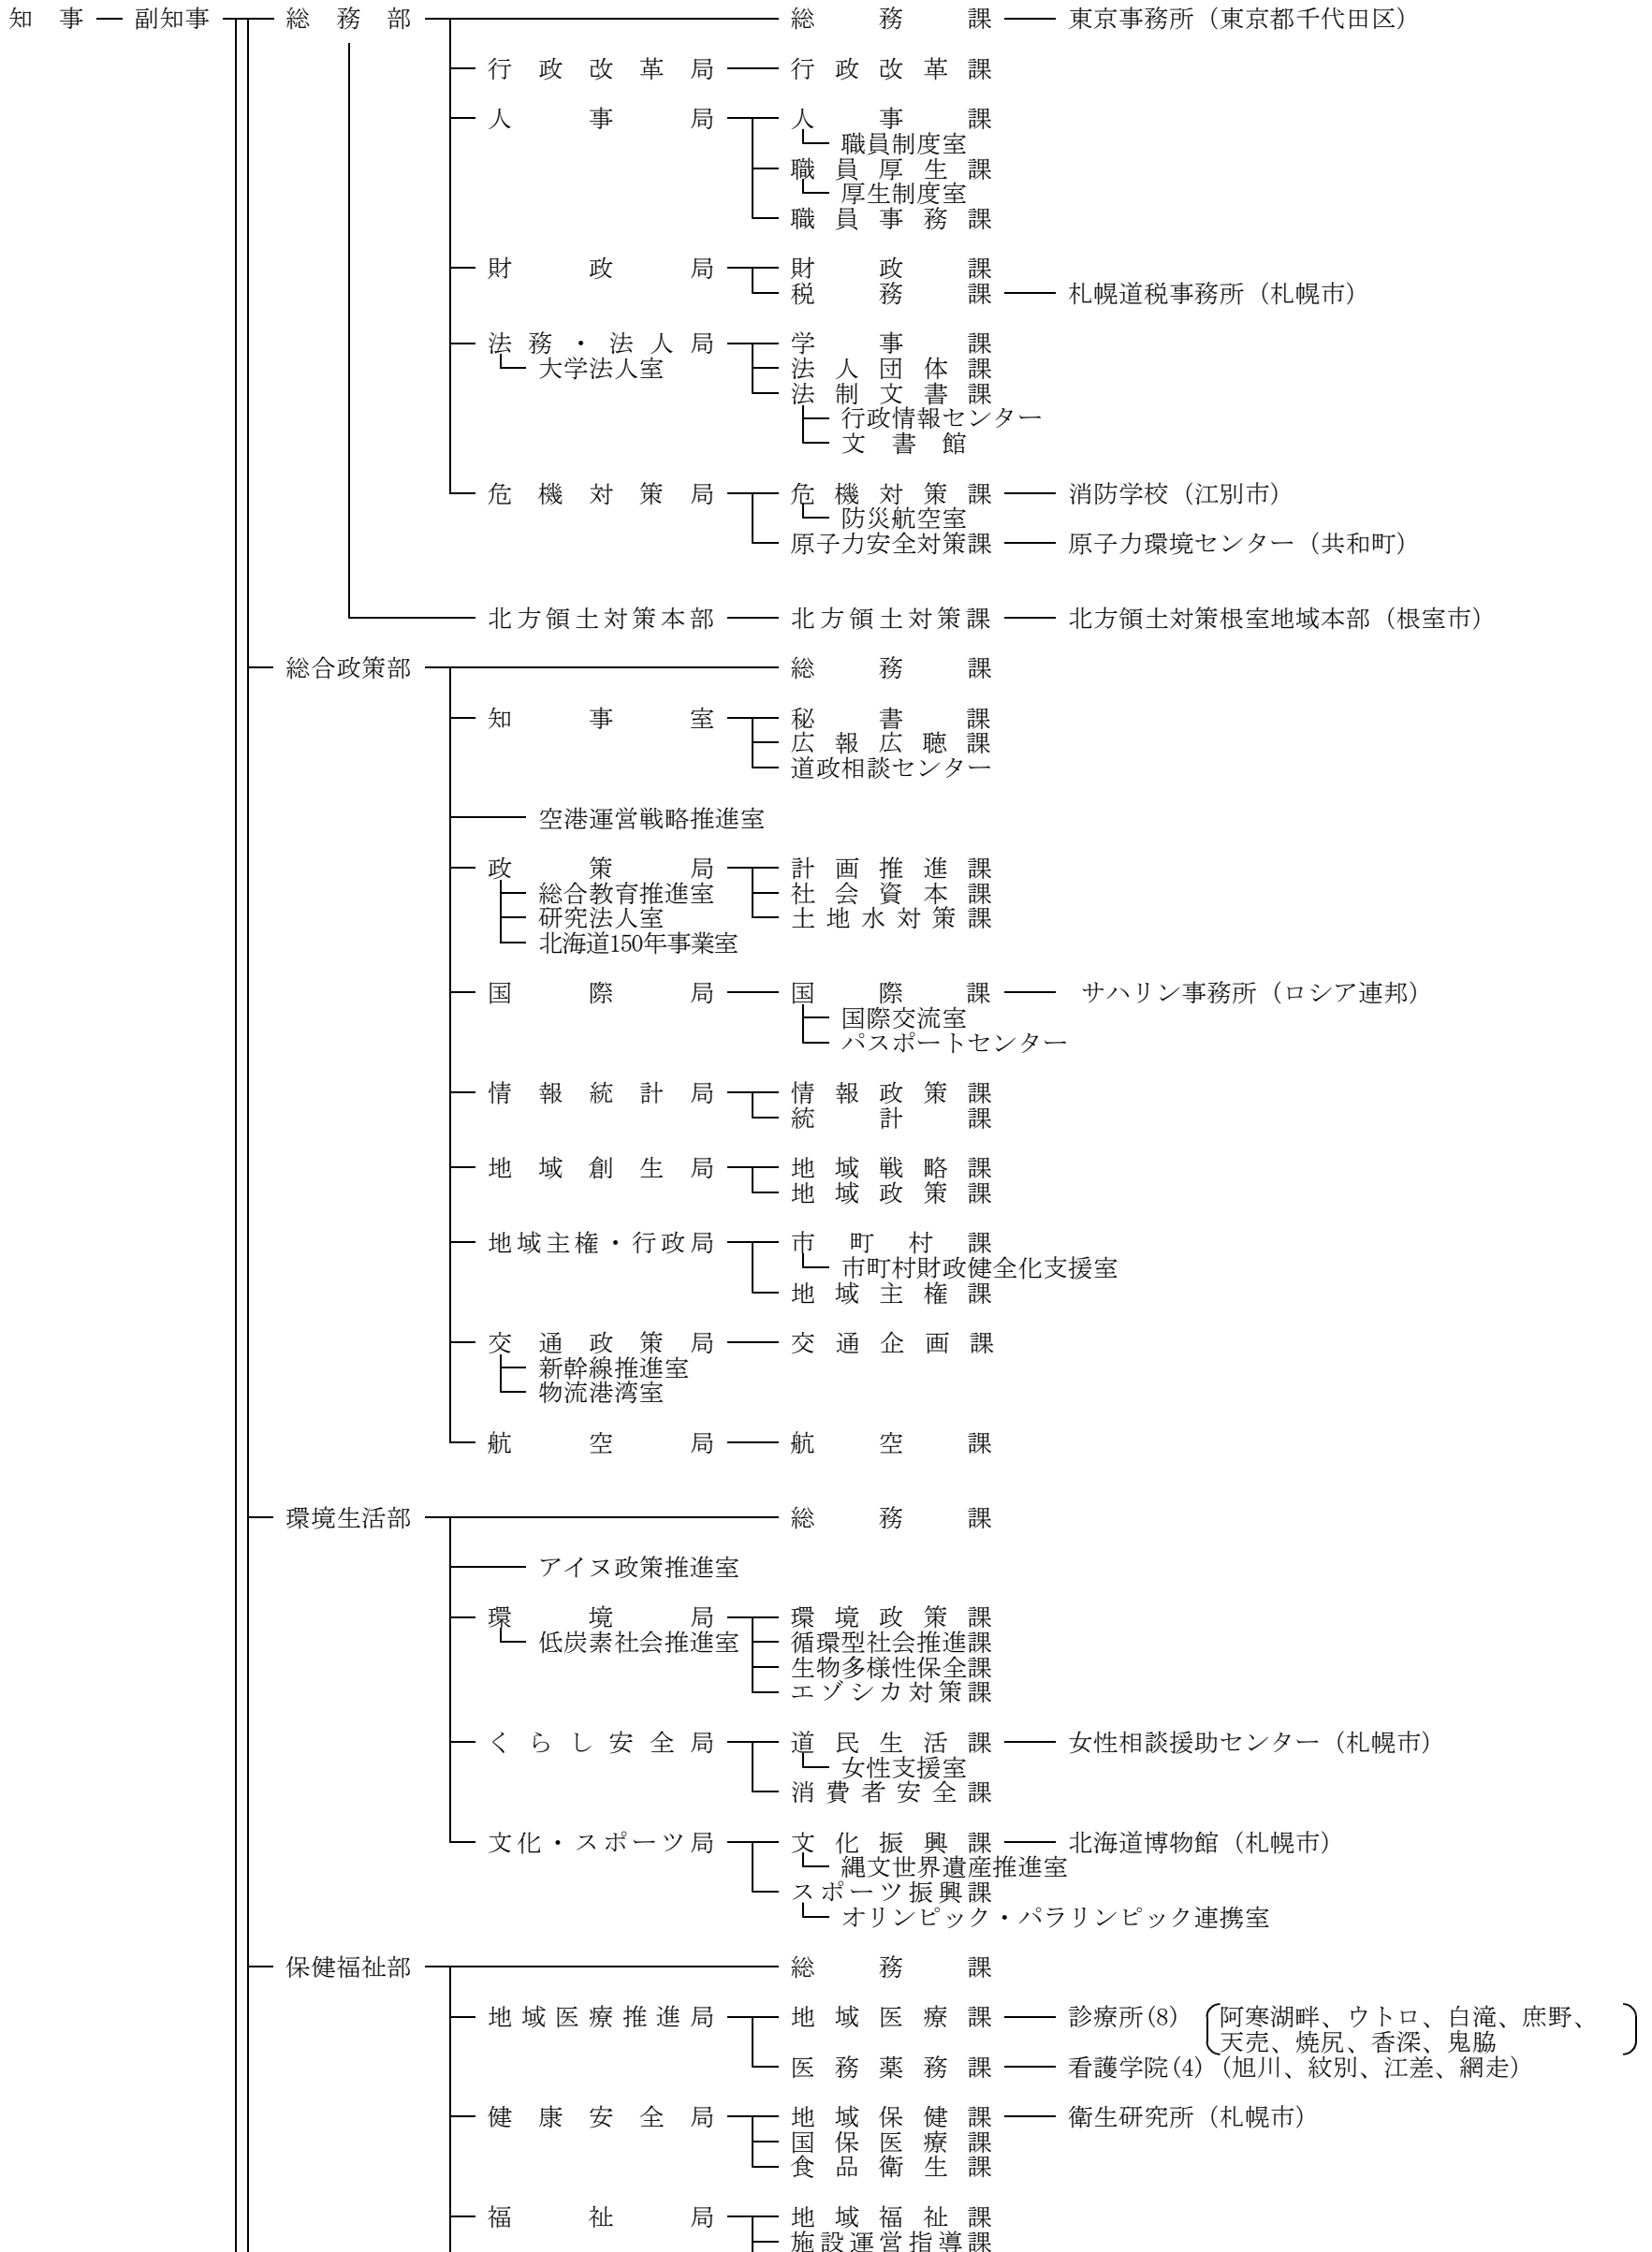 知事 副知事 総務部 総務課 東京事務所（東京都千代田区）
行政改革局 行政改革課
人事局 人事課
職員制度室
職員厚生課
厚生制度室
職員事務課
財政局 財政課
税務課 札幌道税事務所（札幌市）
法務・法人局 学事課
大学法人室 法人団体課
法制文書課
行政情報センター
文書館
危機対策局 危機対策課 消防学校（江別市）
防災航空室
原子力安全対策課 原子力環境センター（共和町）
北方領土対策本部 北方領土対策課 北方領土対策根室地域本部（根室市）
総合政策部 総務課
知事室 秘書課
広報広聴課
道政相談センター
空港運営戦略推進室
政策局 計画推進課
総合教育推進室 社会資本課
研究法人室 土地水対策課
北海道150年事業室
国際局 国際課 サハリン事務所（ロシア連邦）
国際交流室
パスポートセンター
情報統計局 情報政策課
統計課
地域創生局 地域戦略課
地域政策課
地域主権・行政局 市町村課
市町村財政健全化支援室
地域主権課
交通政策局 交通企画課
新幹線推進室
物流港湾室
航空局 航空課
環境生活部 総務課
アイヌ政策推進室
環境局 環境政策課
低炭素社会推進室 循環型社会推進課
生物多様性保全課
エゾシカ対策課
くらし安全局 道民生活課 女性相談援助センター（札幌市）
女性支援室
消費者安全課
文化・スポーツ局 文化振興課 北海道博物館（札幌市）
縄文世界遺産推進室
スポーツ振興課
オリンピック・パラリンピック連携室
保健福祉部 総務課
地域医療推進局 地域医療課 診療所(8) 阿寒湖畔、ウトロ、白滝、庶野、
天売、焼尻、香深、鬼脇
医務薬務課 看護学院(4)（旭川、紋別、江差、網走）
健康安全局 地域保健課 衛生研究所（札幌市）
国保医療課
食品衛生課
福祉局 地域福祉課
施設運営指導課